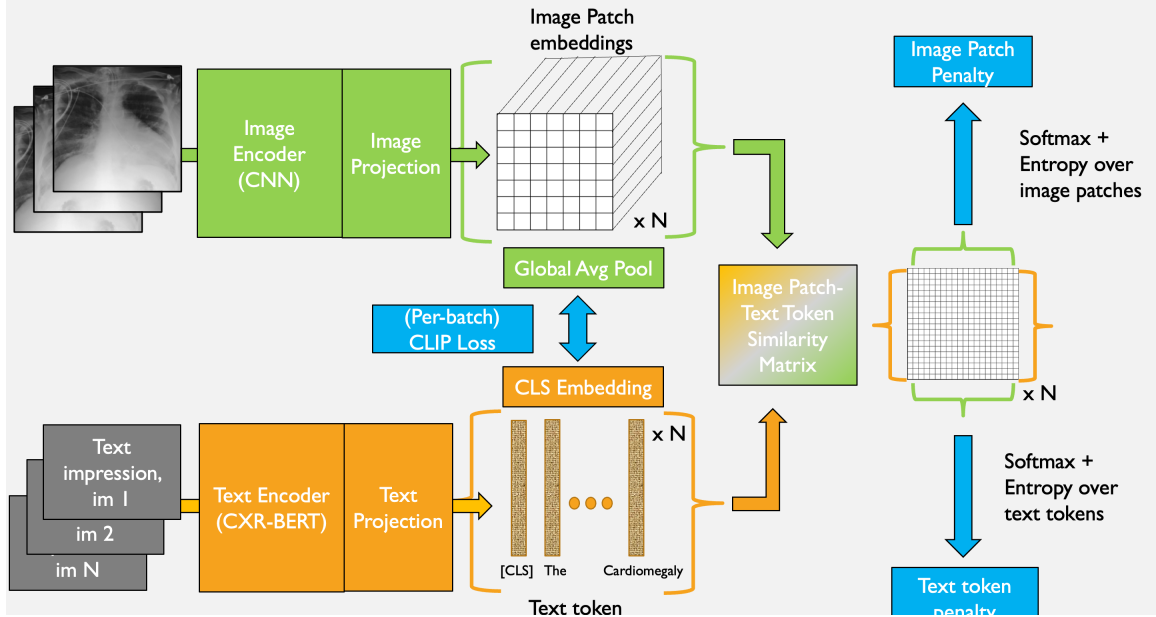 Image Patch
embeddings
Image
Encoder
(CNN)
Image
Projection
x N
Global Avg Pool
(Per-batch)
CLIP Loss
CLS Embedding
Text
impression,
im 1
im 2
im N
Text Encoder
(CXR-BERT)
Text
Projection
x N
[CLS]
The
Cardiomegaly
Text token
Image Patch-
Text Token
Similarity
Matrix
Image Patch
Penalty
Softmax +
Entropy over
image patches
x N
Softmax +
Entropy over
text tokens
Text token
penalty